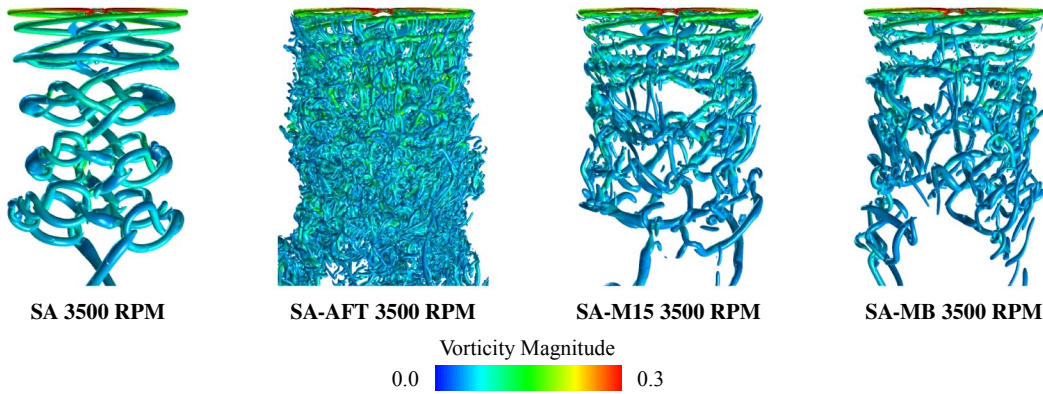 SA 3500 RPM
SA-AFT 3500 RPM
SA-M15 3500 RPM
SA-MB 3500 RPM
Vorticity Magnitude
0.0 0.3